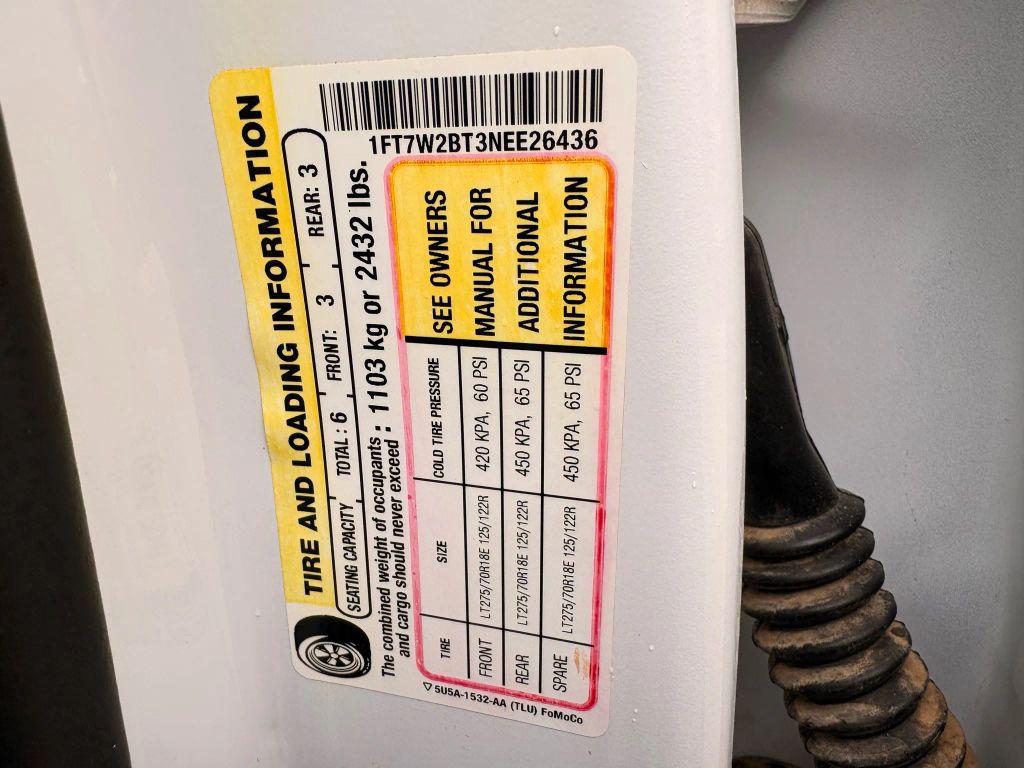 TIRE AND LOADING INFORMATION
SEATING CAPACITY TOTAL : 6 FRONT: 3 REAR: 3
The combined weight of occupants : 1103 kg or 2432 lbs.
and cargo should never exceed :
1FT7W2BT3NEE26436
TIRE SIZE COLD TIRE PRESSURE
FRONT LT275/70R18E 125/122R 420 KPA, 60 PSI
REAR LT275/70R18E 125/122R 450 KPA, 65 PSI
SPARE LT275/70R18E 125/122R 450 KPA, 65 PSI
SEE OWNERS
MANUAL FOR
ADDITIONAL
INFORMATION
5U5A-1532-AA (TLU) FoMoCo